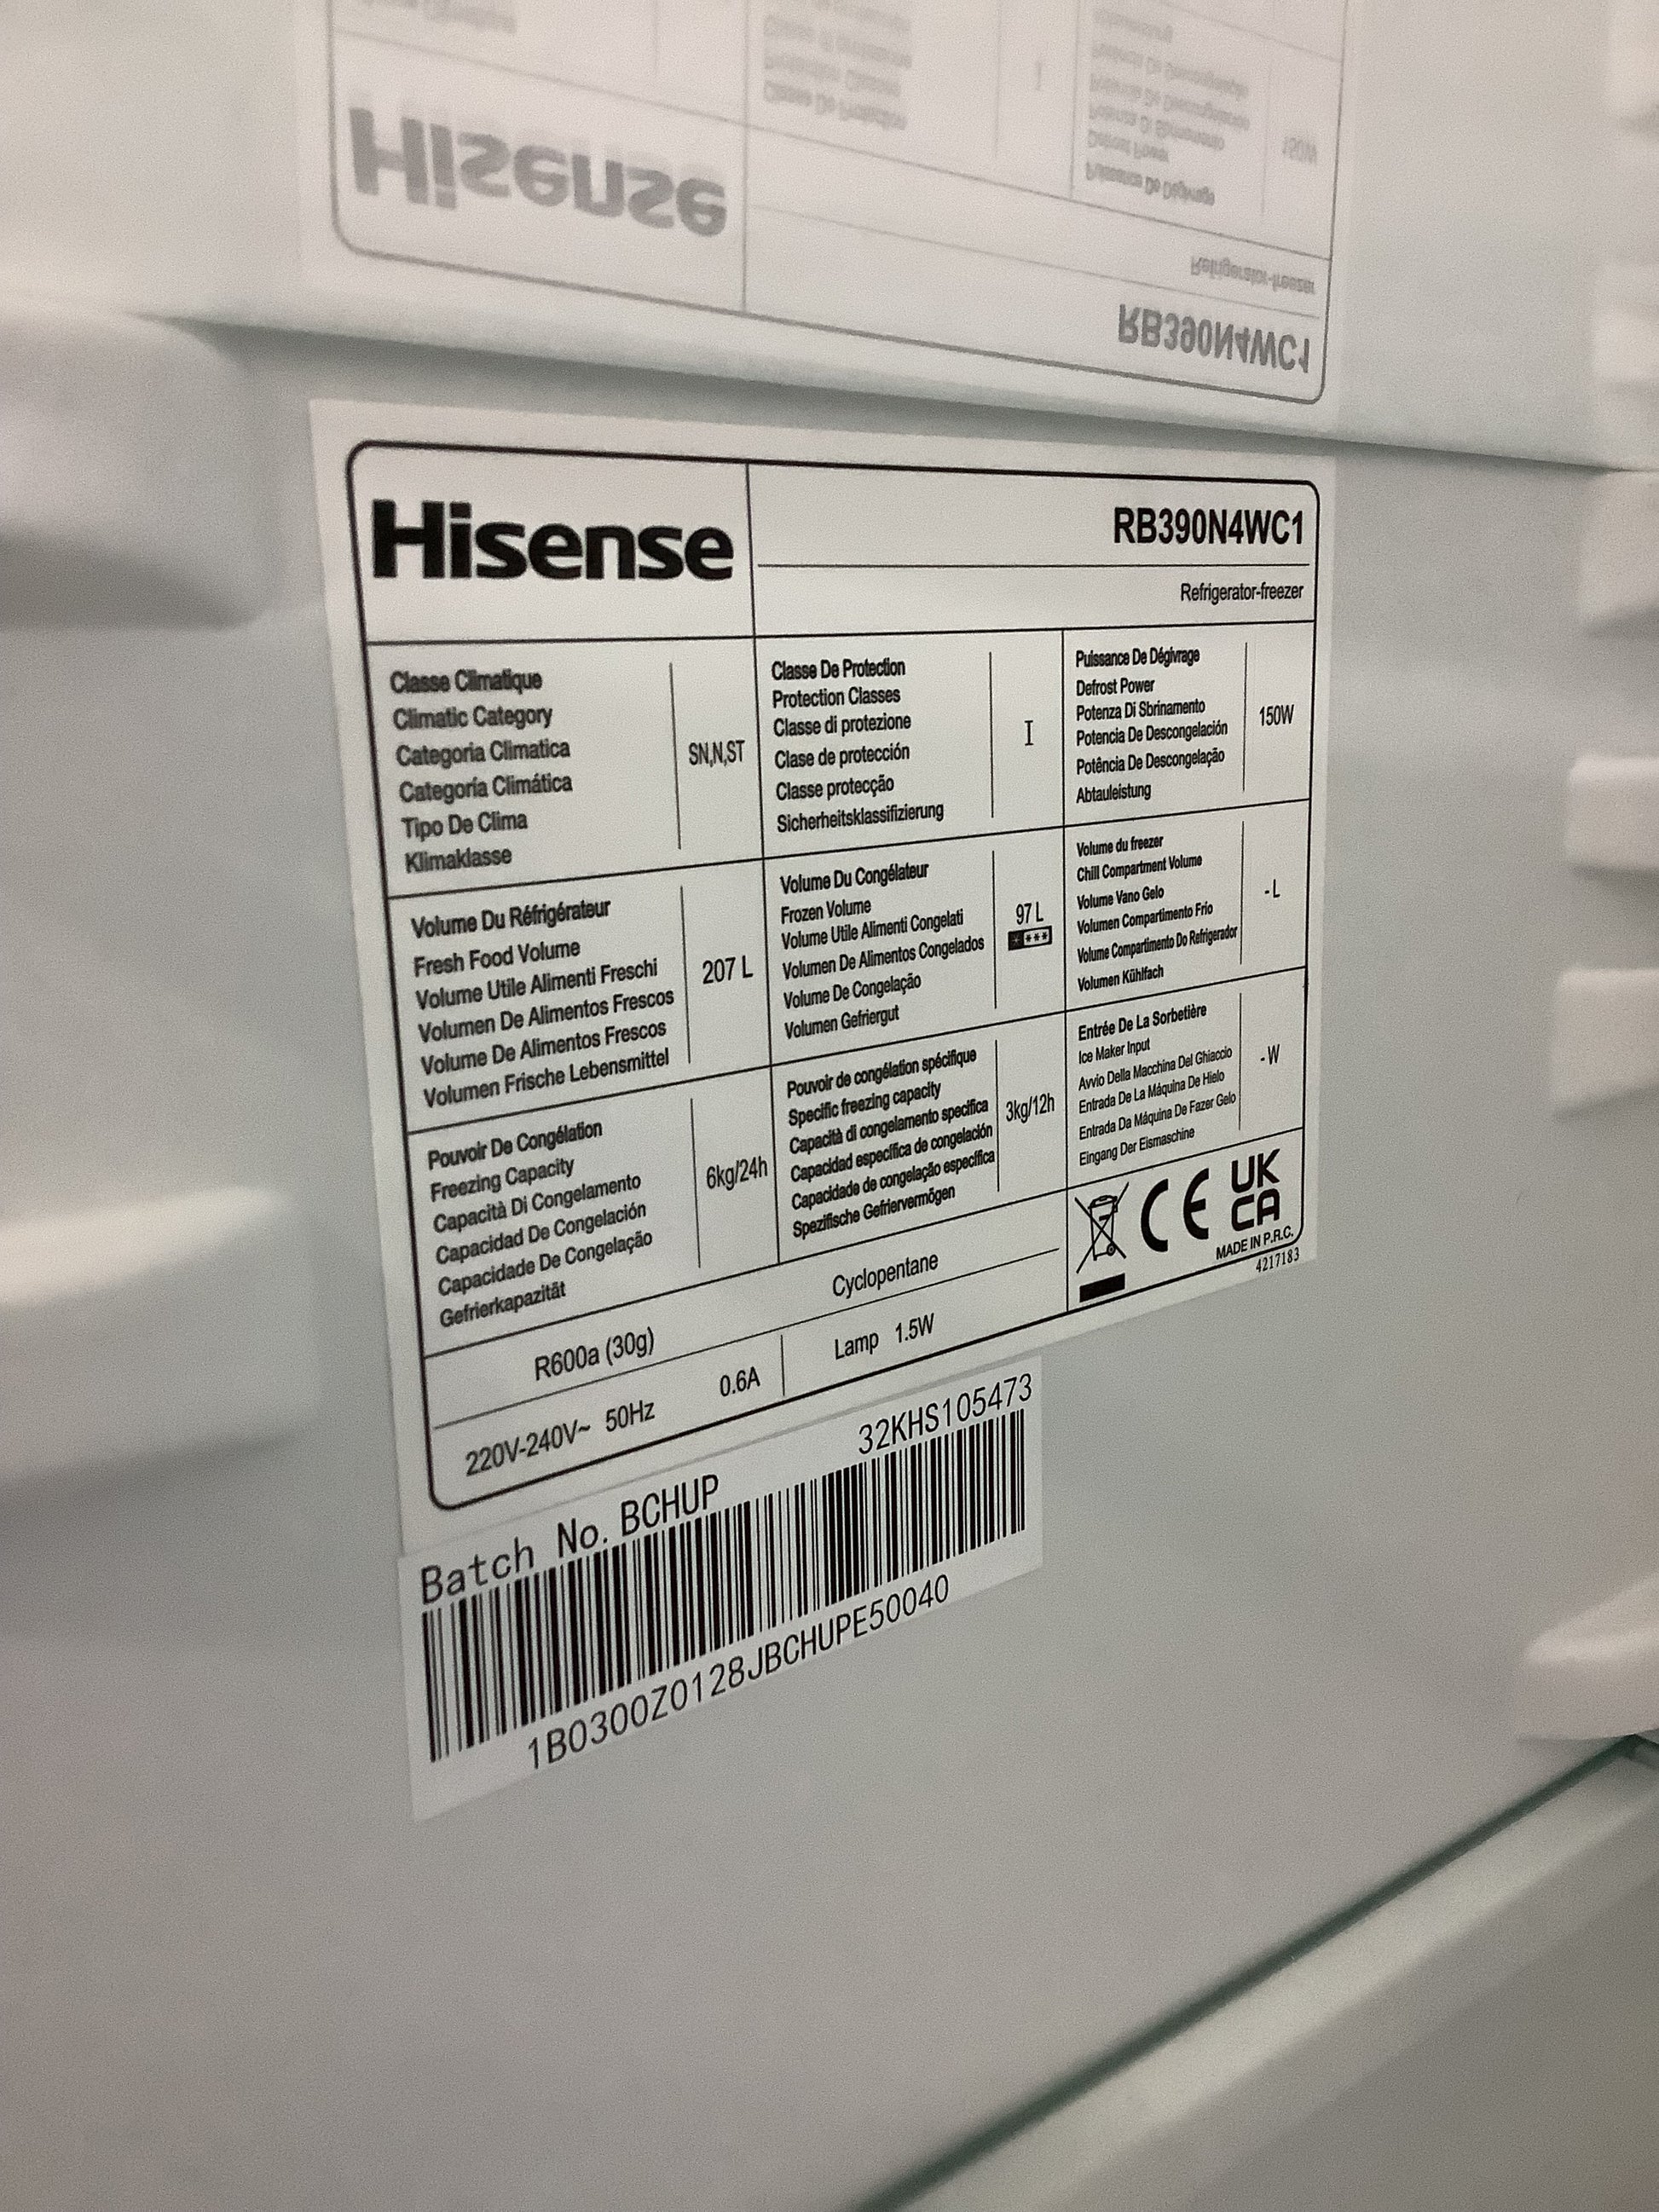 Hisense
RB390N4WC1
Refrigerator-freezer
Classe Climatique
Climatic Category
Categoria Climatica
Categoría Climática
Tipo De Clima
Klimaklasse
SN,N,ST
Classe De Protection
Protection Classes
Classe di protezione
Clase de protección
Classe protecção
Sicherheitsklassifizierung
I
Puissance De Dégivrage
Defrost Power
Potenza Di Sbrinamento
Potencia De Descongelación
Potência De Descongelação
Abtauleistung
150W
Volume Du Réfrigérateur
Fresh Food Volume
Volume Utile Alimenti Freschi
Volumen De Alimentos Frescos
Volume De Alimentos Frescos
Volumen Frische Lebensmittel
207 L
Volume Du Congélateur
Frozen Volume
Volume Utile Alimenti Congelati
Volumen De Alimentos Congelados
Volume De Congelação
Volumen Gefriergut
97 L
Volume du freezer
Chill Compartment Volume
Volume Vano Gelo
Volumen Compartimento Frio
Volume Compartimento Do Refrigerador
Volumen Kühlfach
- L
Pouvoir De Congélation
Freezing Capacity
Capacità Di Congelamento
Capacidad De Congelación
Capacidade De Congelação
Gefrierkapazität
6kg/24h
Pouvoir de congélation spécifique
Specific freezing capacity
Capacità di congelamento specifica
Capacidad específica de congelación
Capacidade de congelação específica
Spezifische Gefriervermögen
3kg/12h
Entrée De La Sorbetière
Ice Maker Input
Avvio Della Macchina Del Ghiaccio
Entrada De La Máquina De Hielo
Entrada Da Máquina De Fazer Gelo
Eingang Der Eismaschine
- W
R600a (30g)
Cyclopentane
220V-240V~ 50Hz
0.6A
Lamp 1.5W
CE
UK
CA
MADE IN P.R.C.
4217183
Batch No. BCHUP
32KHS105473
1B0300Z0128JBCHUPE50040